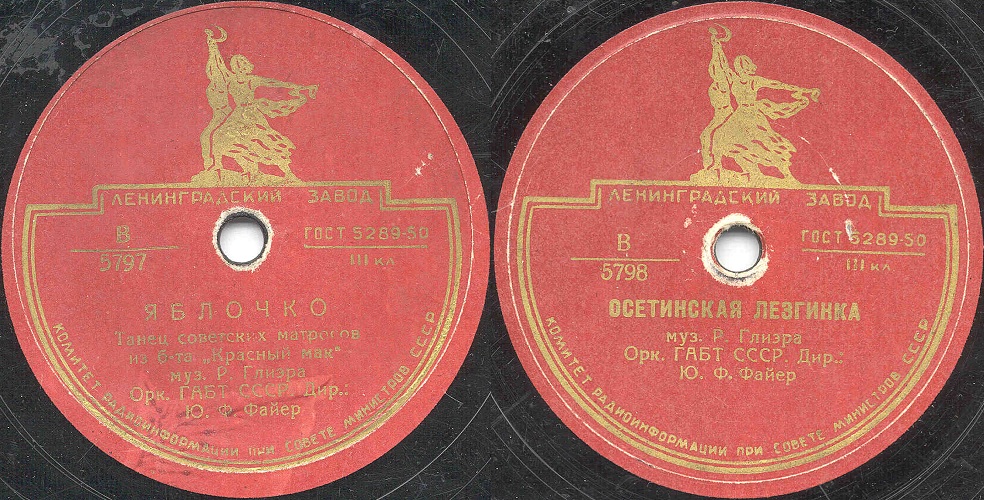 ЛЕНИНГРАДСКИЙ ЗАВОД
В
5797
ГОСТ 5289-50
III кл
ЯБЛОЧКО
Танец советских матросов
из б-та „Красный мак"
муз. Р. Глиэра
Орк. ГАБТ СССР. Дир.:
Ю. Ф. Файер
КОМИТЕТ РАДИОИНФОРМАЦИИ ПРИ СОВЕТЕ МИНИСТРОВ СССР
ЛЕНИНГРАДСКИЙ ЗАВОД
В
5798
ГОСТ 5289-50
III кл
ОСЕТИНСКАЯ ЛЕЗГИНКА
муз. Р. Глиэра
Орк. ГАБТ СССР. Дир.:
Ю. Ф. Файер
КОМИТЕТ РАДИОИНФОРМАЦИИ ПРИ СОВЕТЕ МИНИСТРОВ СССР